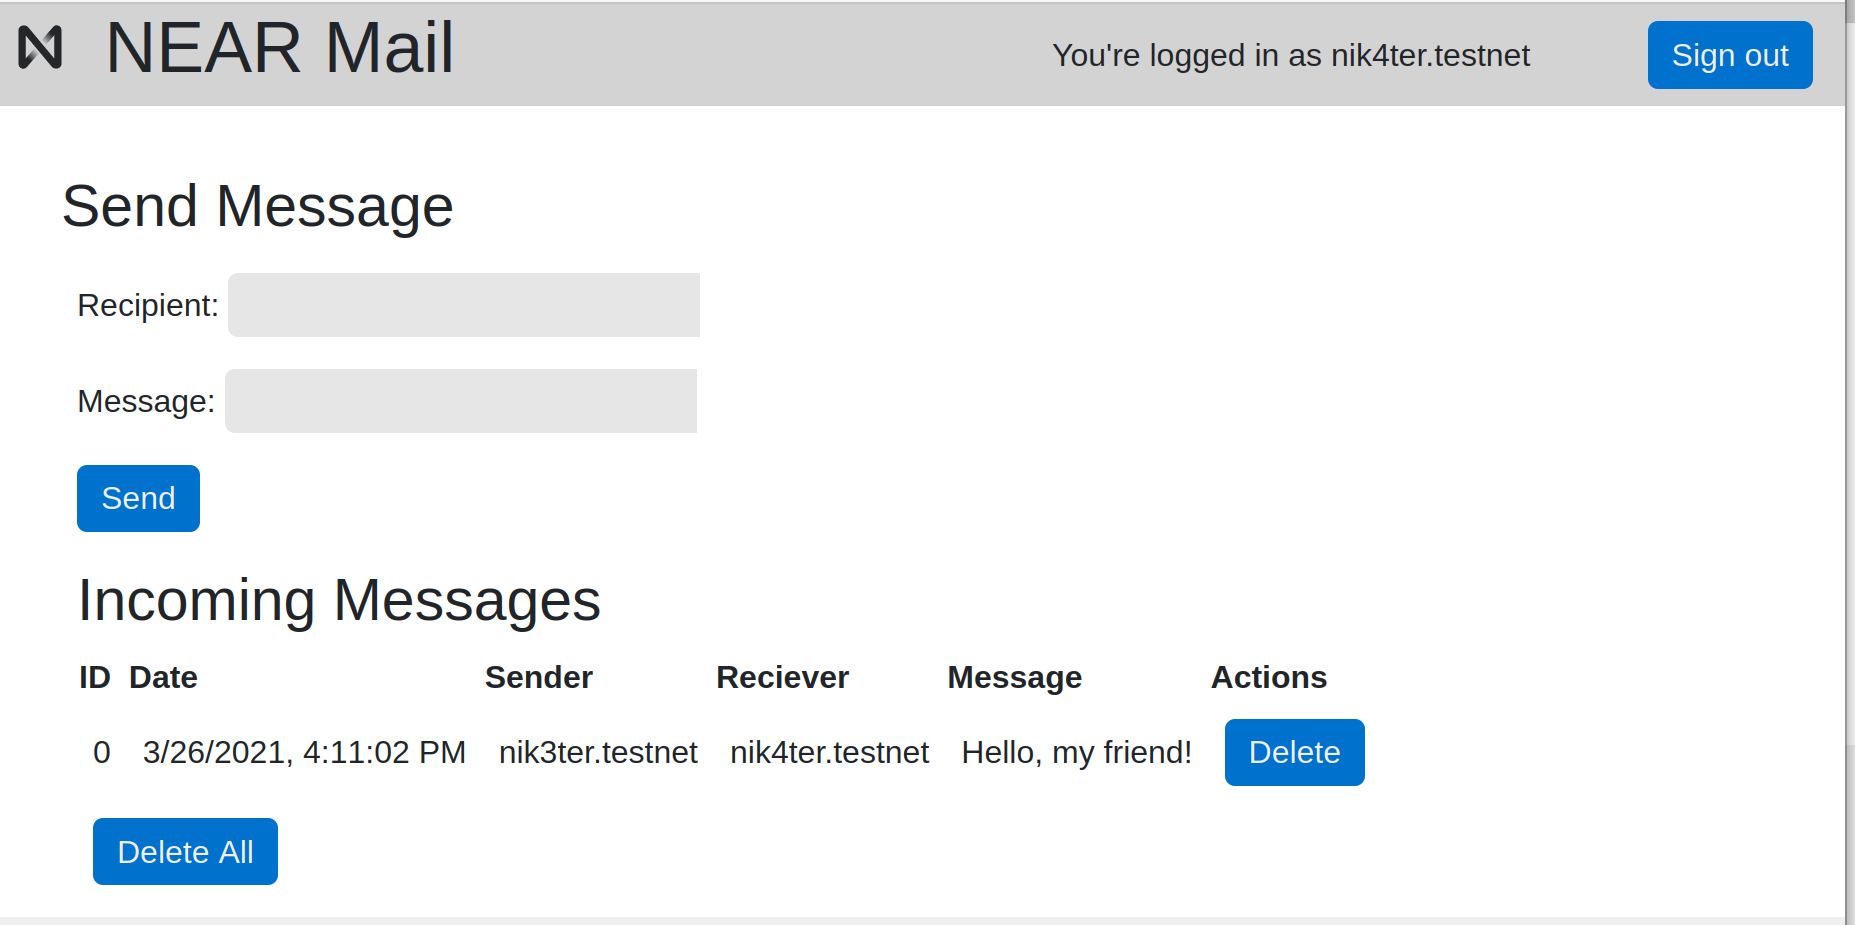 NEAR Mail You're logged in as nik4ter.testnet Sign out
Send Message
Recipient:
Message:
Send
Incoming Messages
ID Date Sender Reciever Message Actions
0 3/26/2021, 4:11:02 PM nik3ter.testnet nik4ter.testnet Hello, my friend! Delete
Delete All